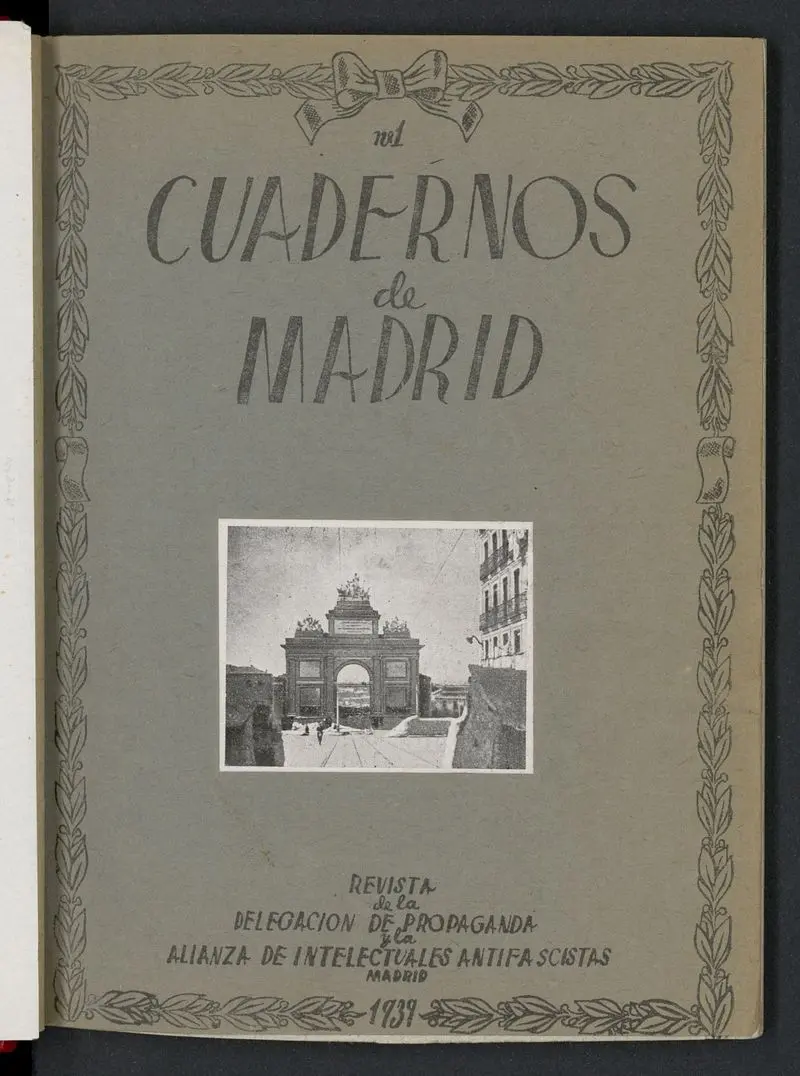 nº1
CUADERNOS
de
MADRID
REVISTA
de la
DELEGACION DE PROPAGANDA
y la
ALIANZA DE INTELECTUALES ANTIFASCISTAS
MADRID
1939